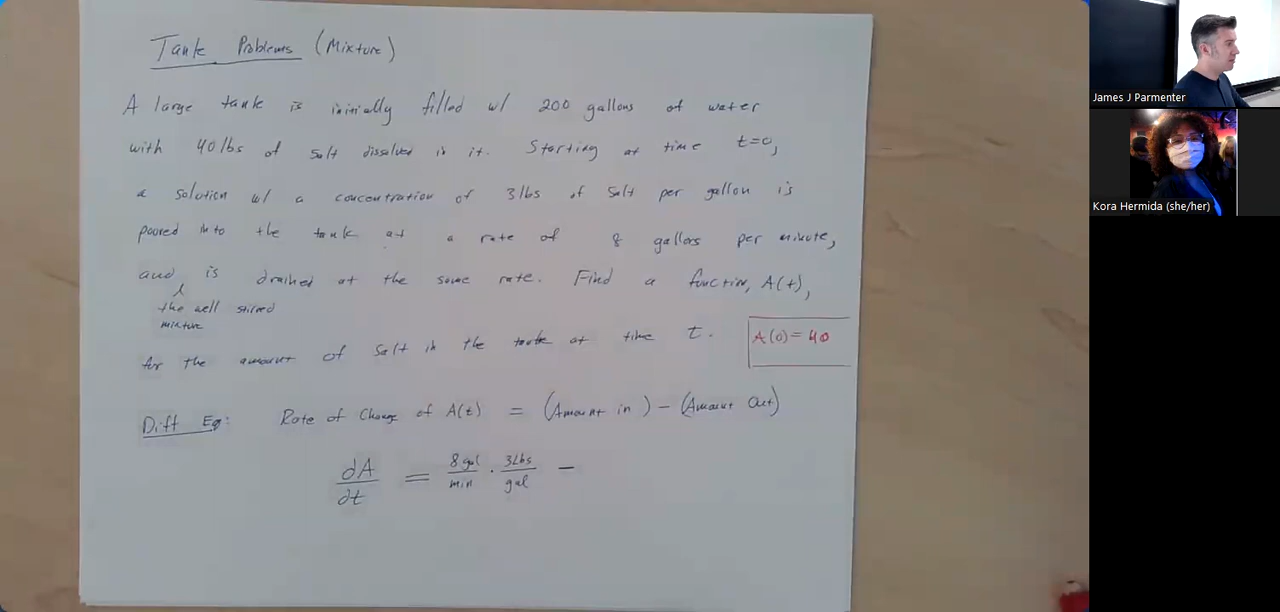 Tank Problems (Mixture)
A large tank is initially filled w/ 200 gallons of water
with 40 lbs of salt dissolved in it. Starting at time t=0,
a solution w/ a concentration of 3 lbs of salt per gallon is
poured into the tank at a rate of 8 gallons per minute,
and is drained at the same rate. Find a function, A(t),
the well stirred
mixture
for the amount of salt in the tank at time t.
A(0) = 40
Diff Eq: Rate of Change of A(t) = (Amount in) - (Amount Out)
dA/dt = 8 gal/min · 3 Lbs/gal -
James J Parmenter
Kora Hermida (she/her)